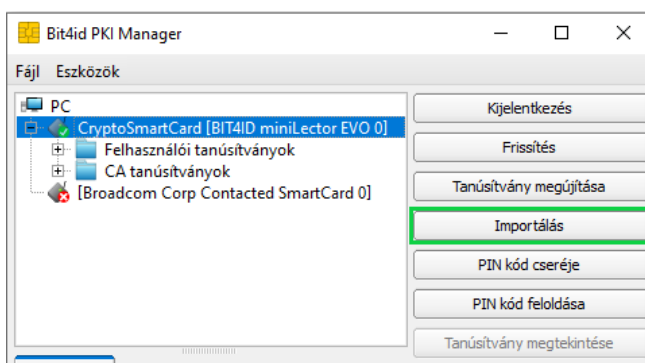 Bit4id PKI Manager
Fájl Eszközök
PC
CryptoSmartCard [BIT4ID miniLector EVO 0]
Felhasználói tanúsítványok
CA tanúsítványok
[Broadcom Corp Contacted SmartCard 0]
Kijelentkezés
Frissítés
Tanúsítvány megújítása
Importálás
PIN kód cseréje
PIN kód feloldása
Tanúsítvány megtekintése